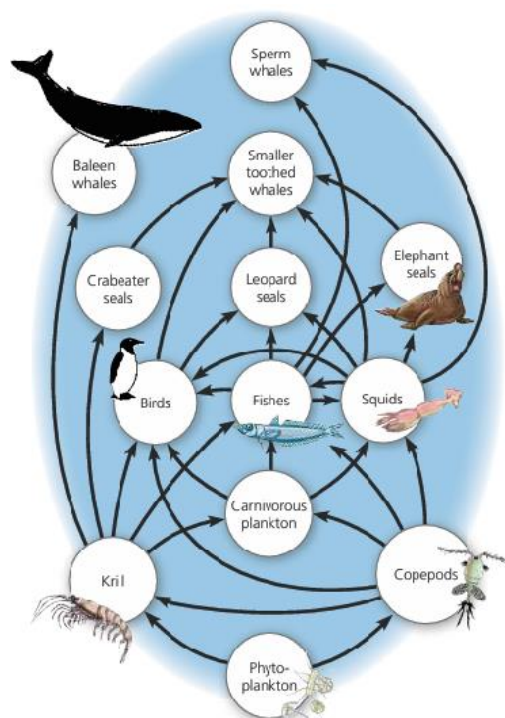 Sperm
whales
Baleen
whales
Smaller
toothed
whales
Crabeater
seals
Leopard
seals
Elephant
seals
Birds
Fishes
Squids
Carnivorous
plankton
Krill
Copepods
Phyto-
plankton